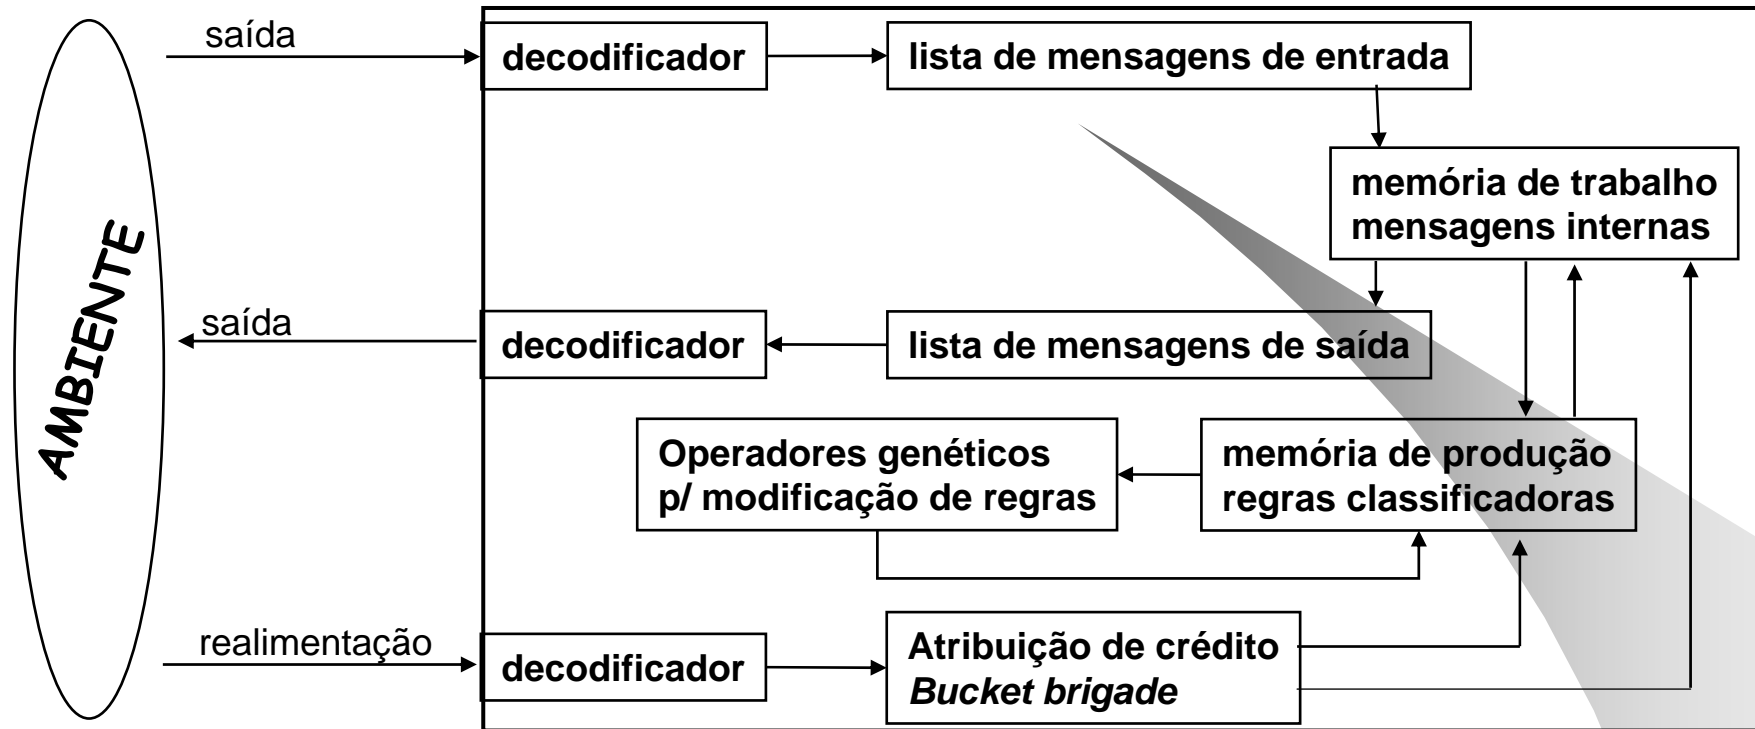 saída
decodificador
lista de mensagens de entrada
memória de trabalho
mensagens internas
AMBIENTE
saída
decodificador
lista de mensagens de saída
Operadores genéticos
p/ modificação de regras
memória de produção
regras classificadoras
realimentação
decodificador
Atribuição de crédito
Bucket brigade